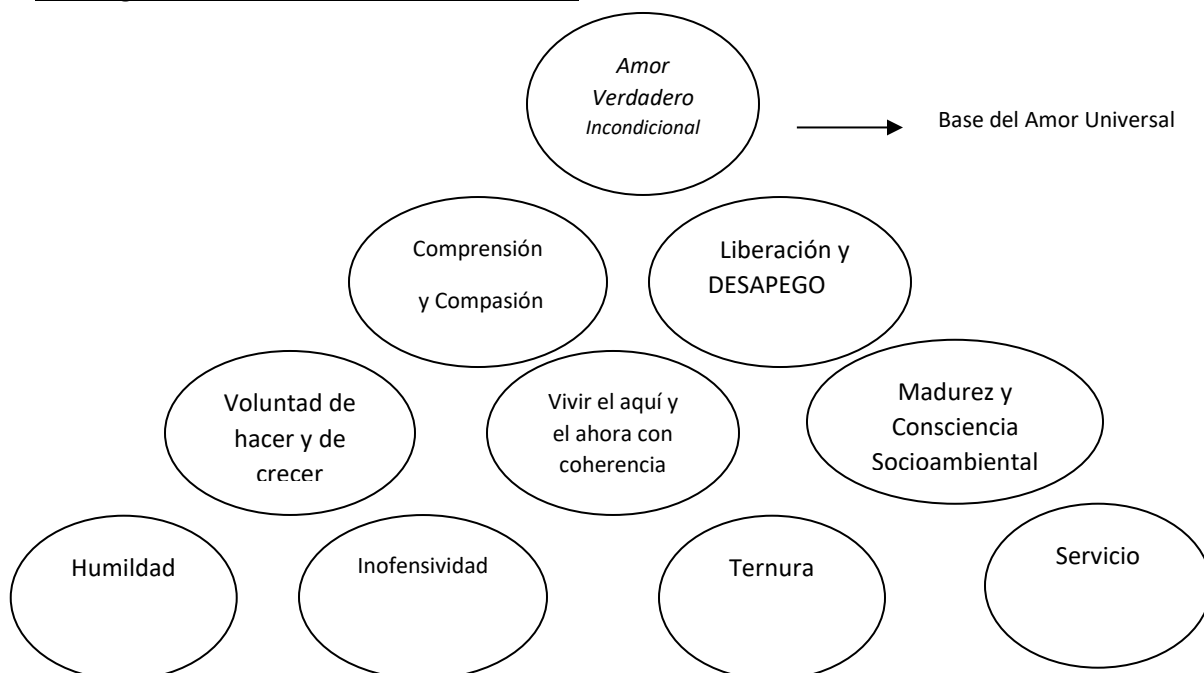 Amor
Verdadero
Incondicional
Base del Amor Universal
Comprensión
y Compasión
Liberación y
DESAPEGO
Voluntad de
hacer y de
crecer
Vivir el aquí y
el ahora con
coherencia
Madurez y
Consciencia
Socioambiental
Humildad
Inofensividad
Ternura
Servicio